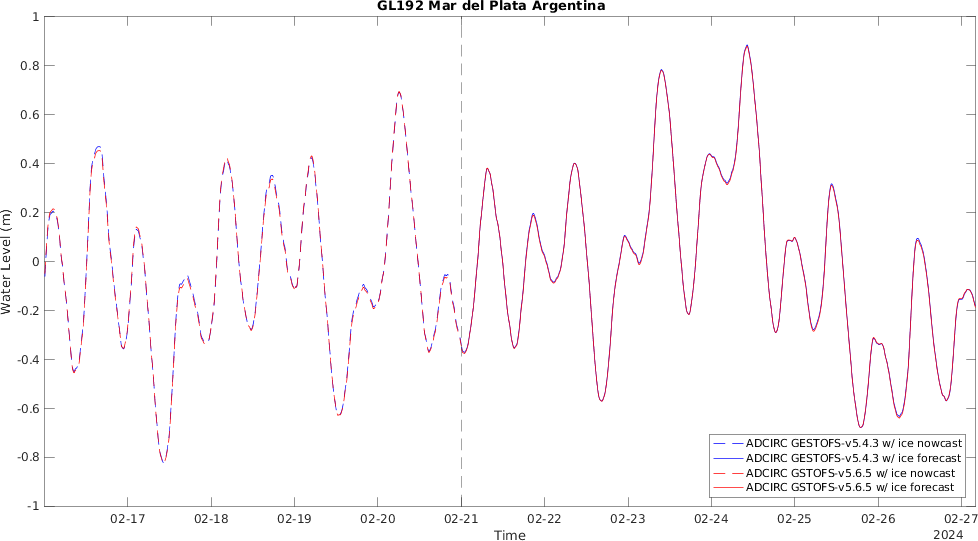 GL192 Mar del Plata Argentina
Water Level (m)
1
0.8
0.6
0.4
0.2
0
-0.2
-0.4
-0.6
-0.8
-1
ADCIRC GESTOFS-v5.4.3 w/ ice nowcast
ADCIRC GESTOFS-v5.4.3 w/ ice forecast
ADCIRC GSTOFS-v5.6.5 w/ ice nowcast
ADCIRC GSTOFS-v5.6.5 w/ ice forecast
02-17 02-18 02-19 02-20 02-21 02-22 02-23 02-24 02-25 02-26 02-27
Time
2024